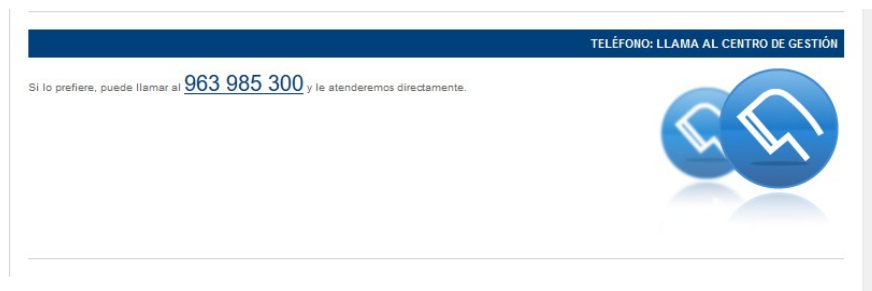 TELÉFONO: LLAMA AL CENTRO DE GESTIÓN
Si lo prefiere, puede llamar al 963 985 300 y le atenderemos directamente.